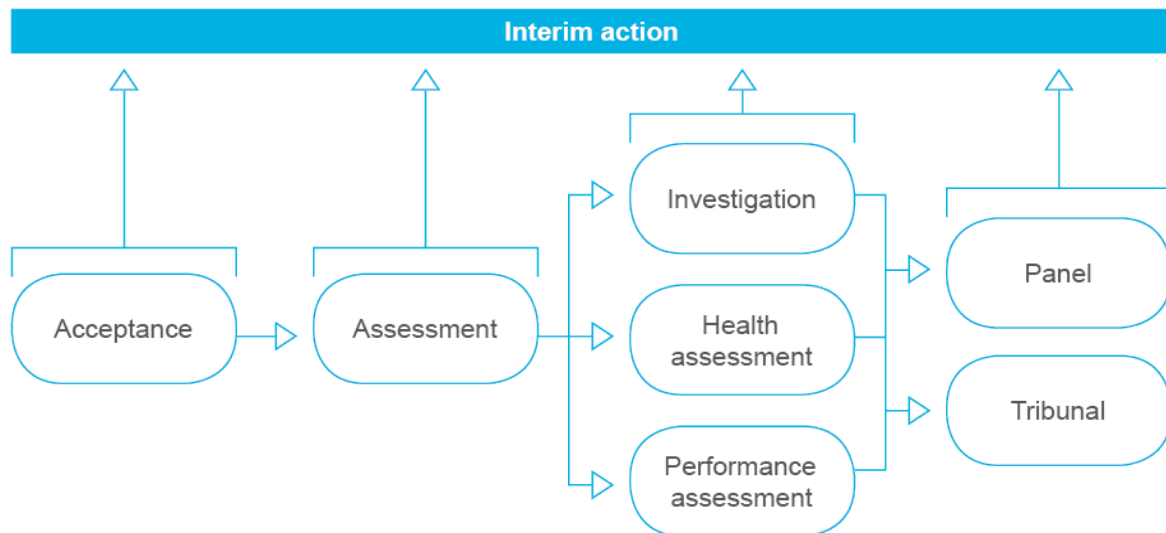 Interim action
Acceptance
Assessment
Investigation
Health
assessment
Performance
assessment
Panel
Tribunal